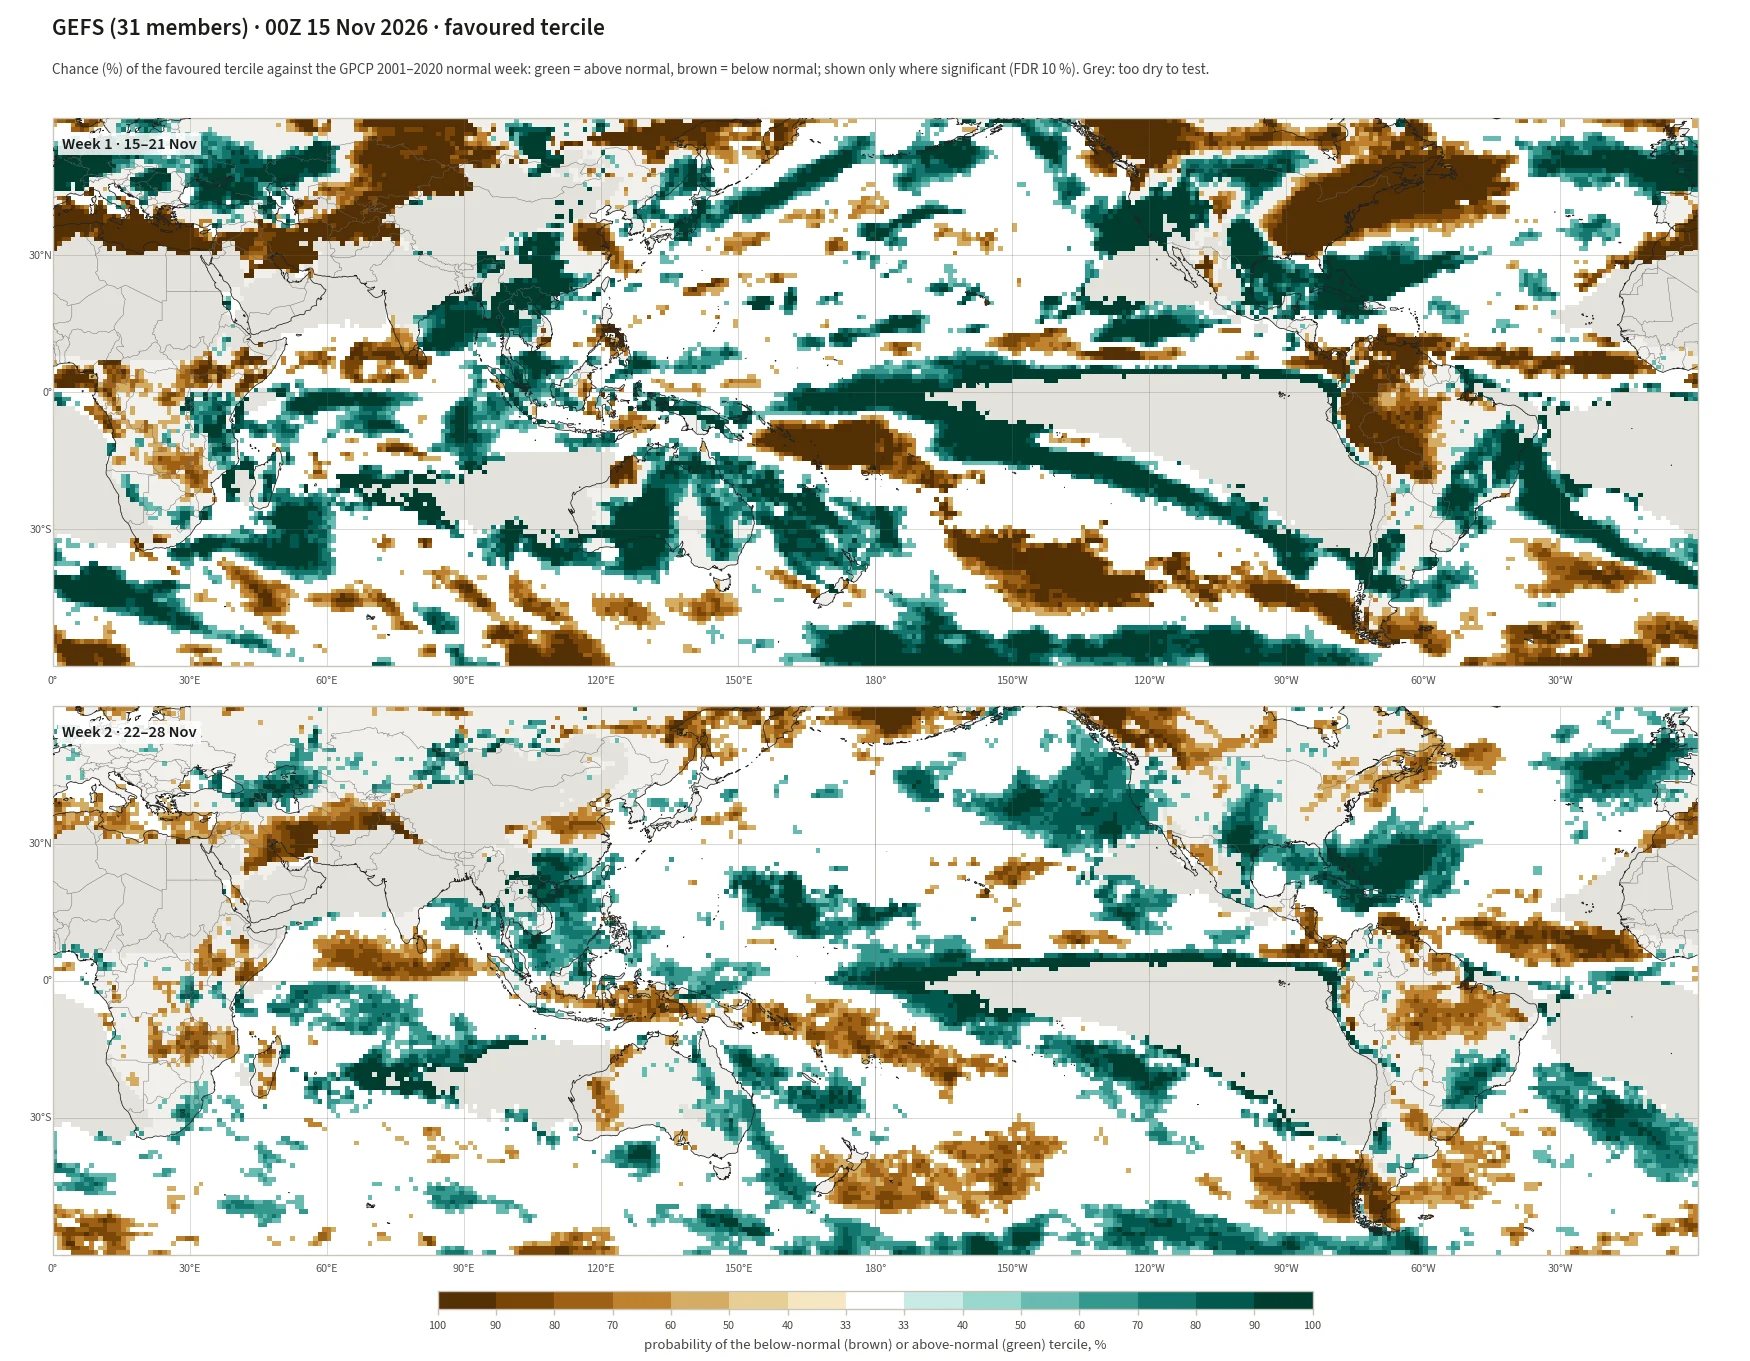 GEFS (31 members) · 00Z 15 Nov 2026 · favoured tercile
Chance (%) of the favoured tercile against the GPCP 2001–2020 normal week: green = above normal, brown = below normal; shown only where significant (FDR 10 %). Grey: too dry to test.
Week 1 · 15–21 Nov
30°N
0°
30°S
0° 30°E 60°E 90°E 120°E 150°E 180° 150°W 120°W 90°W 60°W 30°W
Week 2 · 22–28 Nov
30°N
0°
30°S
0° 30°E 60°E 90°E 120°E 150°E 180° 150°W 120°W 90°W 60°W 30°W
100 90 80 70 60 50 40 33 33 40 50 60 70 80 90 100
probability of the below-normal (brown) or above-normal (green) tercile, %